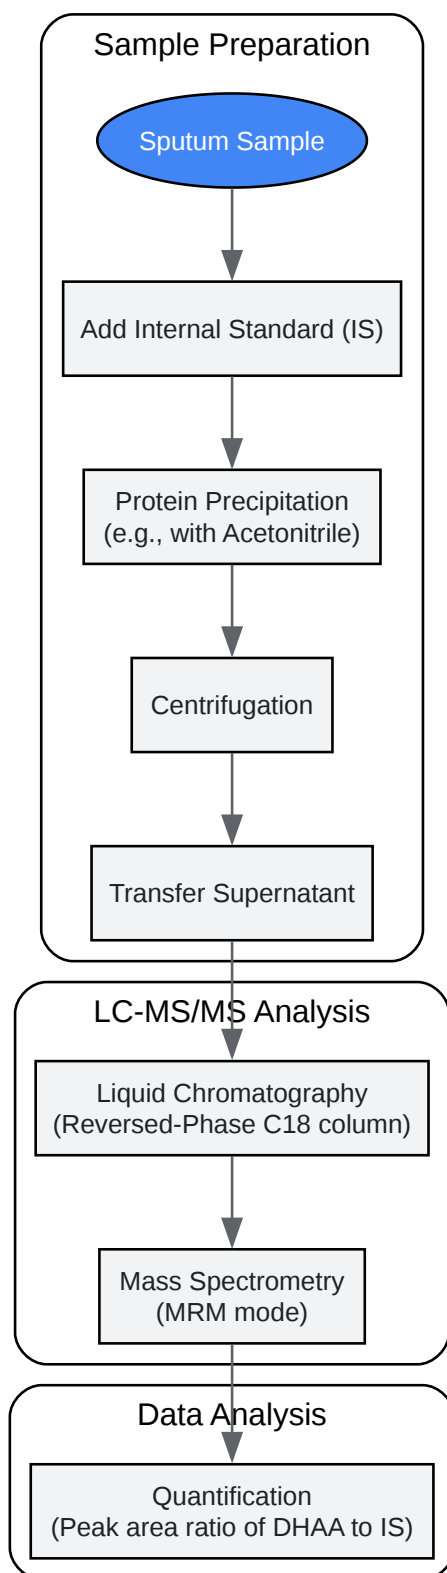 Sample Preparation
Sputum Sample
Add Internal Standard (IS)
Protein Precipitation
(e.g., with Acetonitrile)
Centrifugation
Transfer Supernatant
LC-MS/MS Analysis
Liquid Chromatography
(Reversed-Phase C18 column)
Mass Spectrometry
(MRM mode)
Data Analysis
Quantification
(Peak area ratio of DHAA to IS)